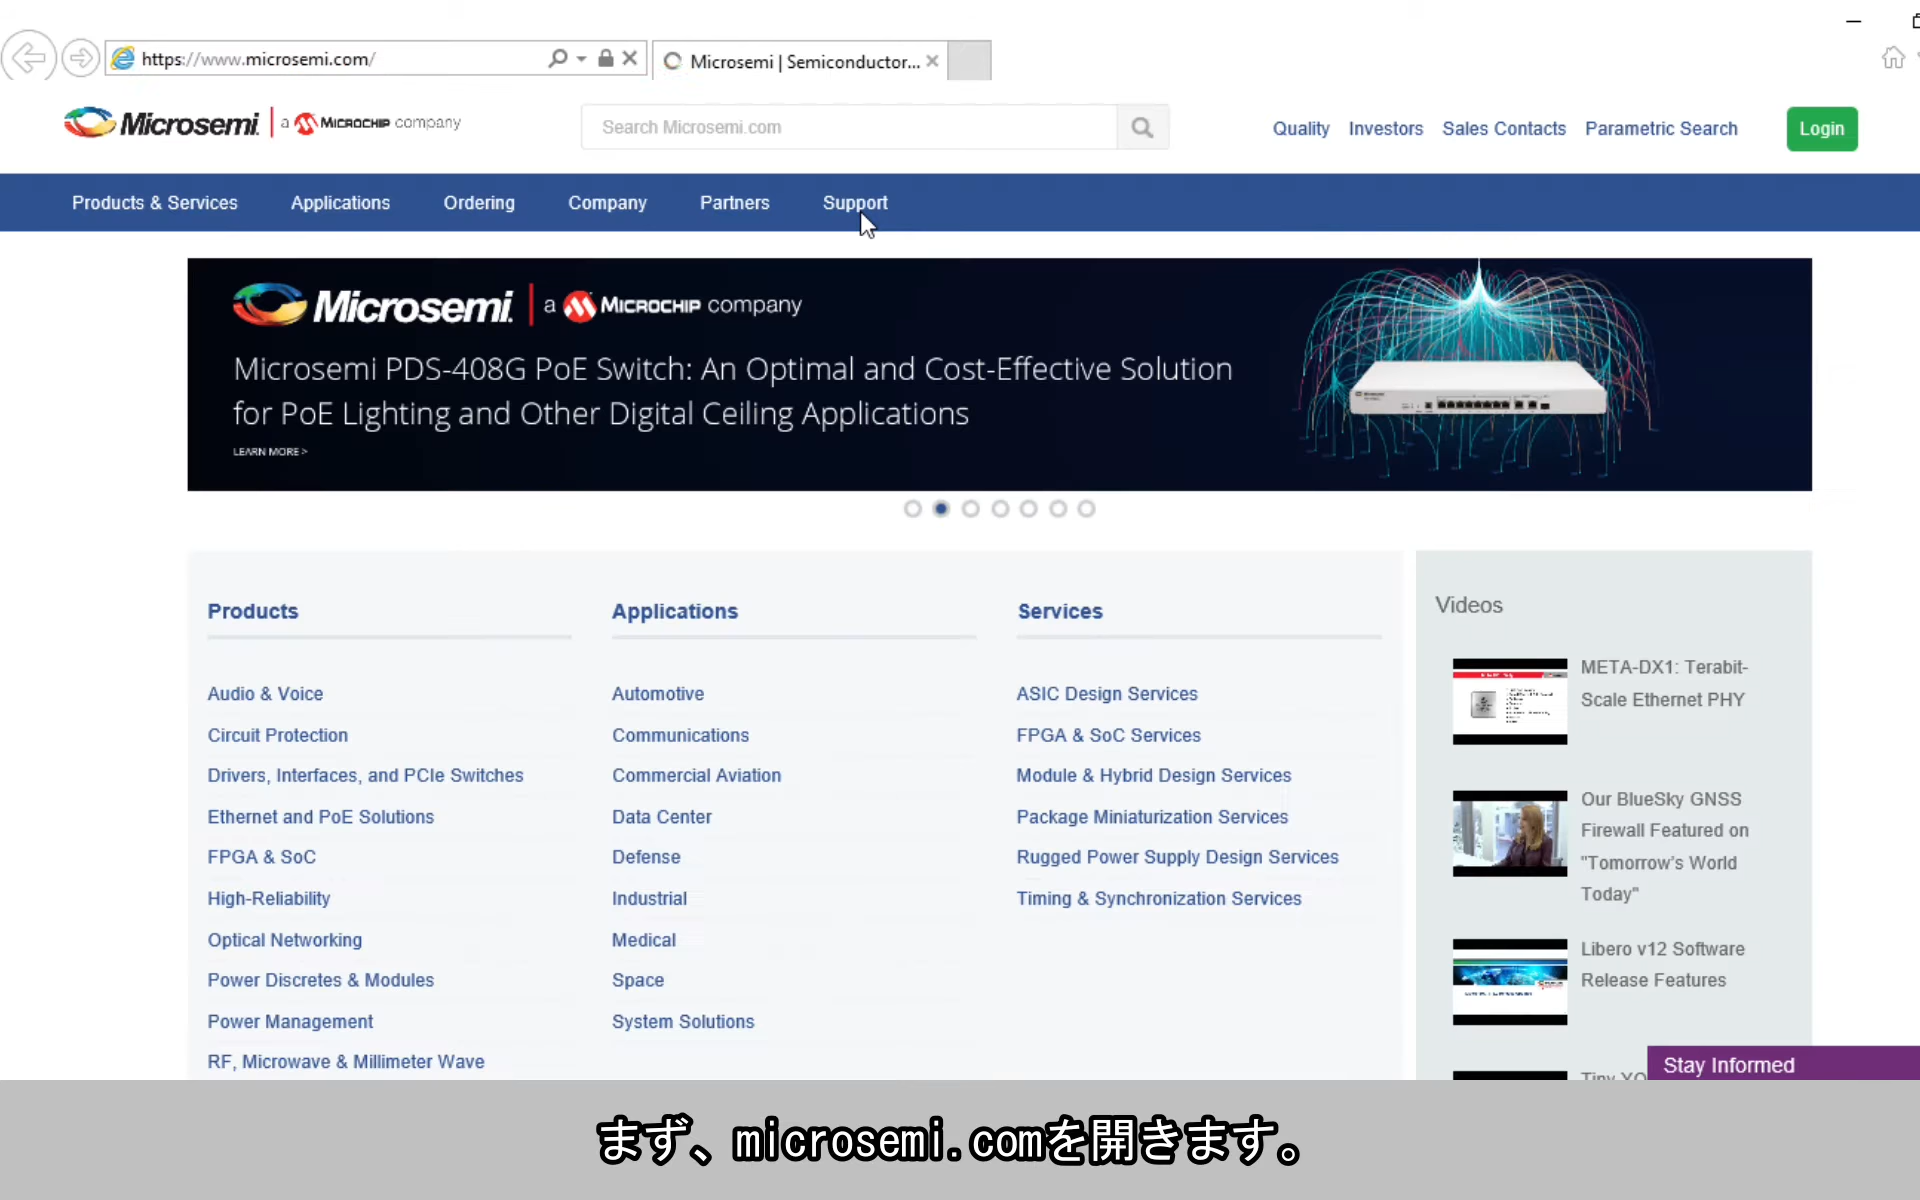 https://www.microsemi.com/
Microsemi | Semiconductor...
Microsemi. | a MICROCHIP company
Search Microsemi.com
Quality Investors Sales Contacts Parametric Search
Login
Products & Services Applications Ordering Company Partners Support
Microsemi. | a MICROCHIP company
Microsemi PDS-408G PoE Switch: An Optimal and Cost-Effective Solution
for PoE Lighting and Other Digital Ceiling Applications
LEARN MORE >
Products
Audio & Voice
Circuit Protection
Drivers, Interfaces, and PCIe Switches
Ethernet and PoE Solutions
FPGA & SoC
High-Reliability
Optical Networking
Power Discretes & Modules
Power Management
RF, Microwave & Millimeter Wave
Applications
Automotive
Communications
Commercial Aviation
Data Center
Defense
Industrial
Medical
Space
System Solutions
Services
ASIC Design Services
FPGA & SoC Services
Module & Hybrid Design Services
Package Miniaturization Services
Rugged Power Supply Design Services
Timing & Synchronization Services
Videos
META-DX1: Terabit-
Scale Ethernet PHY
Our BlueSky GNSS
Firewall Featured on
"Tomorrow's World
Today"
Libero v12 Software
Release Features
Tiny
Stay Informed
まず、microsemi.comを開きます。